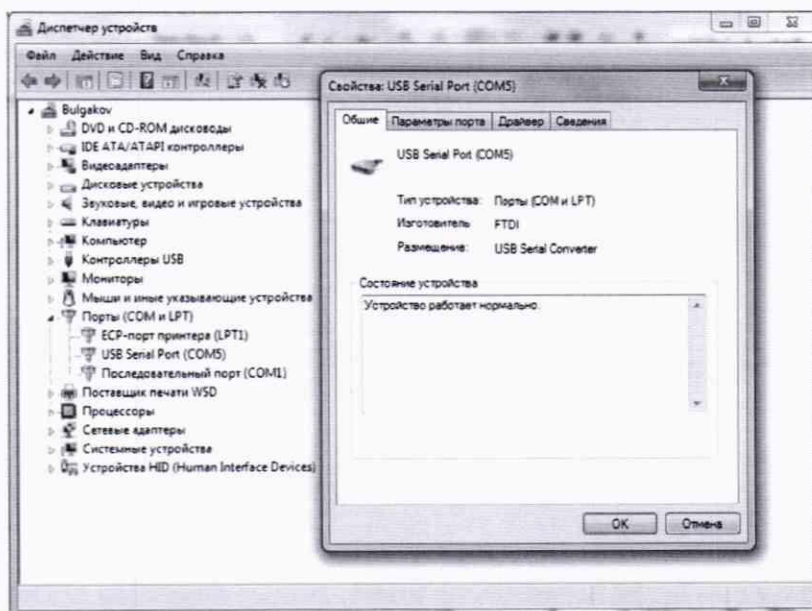 Диспетчер устройств
Файл Действие Вид Справка
Bulgakov
DVD и CD-ROM дисководы
IDE ATA/ATAPI контроллеры
Видеоадаптеры
Дисковые устройства
Звуковые, видео и игровые устройства
Клавиатуры
Компьютер
Контроллеры USB
Мониторы
Мыши и иные указывающие устройства
Порты (COM и LPT)
ECP-порт принтера (LPT1)
USB Serial Port (COM5)
Последовательный порт (COM1)
Поставщик печати WSD
Процессоры
Сетевые адаптеры
Системные устройства
Устройства HID (Human Interface Devices)
Свойства: USB Serial Port (COM5)
Общие Параметры порта Драйвер Сведения
USB Serial Port (COM5)
Тип устройства: Порты (COM и LPT)
Изготовитель FTDI
Размещение: USB Serial Converter
Состояние устройства
Устройство работает нормально.
OK Отмена